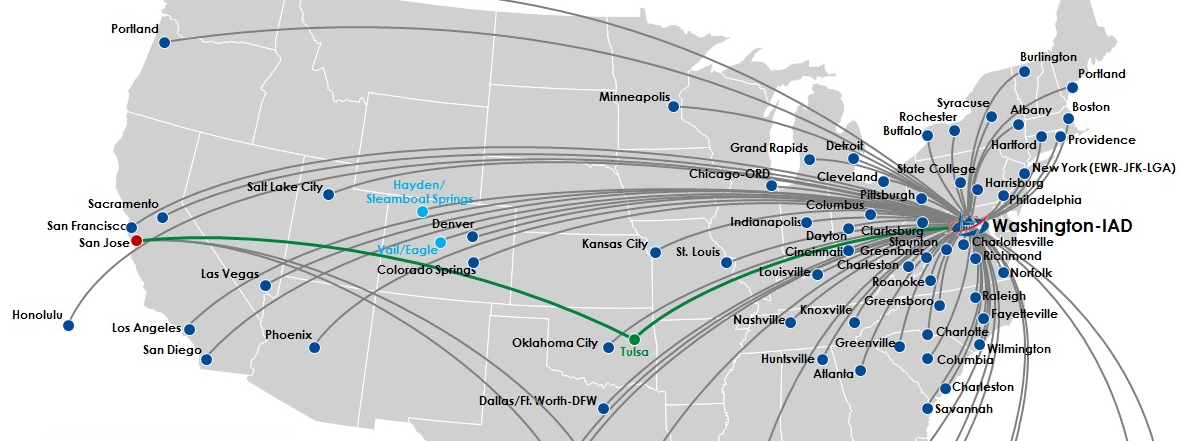 Portland
Burlington
Portland
Minneapolis
Syracuse
Albany
Boston
Rochester
Buffalo
Hartford
Providence
Grand Rapids
Detroit
Chicago-ORD
Cleveland
State College
New York (EWR-JFK-LGA)
Salt Lake City
Hayden/
Steamboat Springs
Pittsburgh
Harrisburg
Philadelphia
Sacramento
Columbus
San Francisco
Denver
Indianapolis
Dayton
Clarksburg
Washington-IAD
San Jose
Vail/Eagle
Kansas City
St. Louis
Cincinnati
Staunton
Greenbrier
Charlottesville
Richmond
Las Vegas
Colorado Springs
Louisville
Charleston
Norfolk
Roanoke
Honolulu
Los Angeles
Phoenix
Nashville
Knoxville
Greensboro
Raleigh
Fayetteville
San Diego
Oklahoma City
Tulsa
Huntsville
Greenville
Charlotte
Wilmington
Atlanta
Columbia
Charleston
Dallas/Ft. Worth-DFW
Savannah